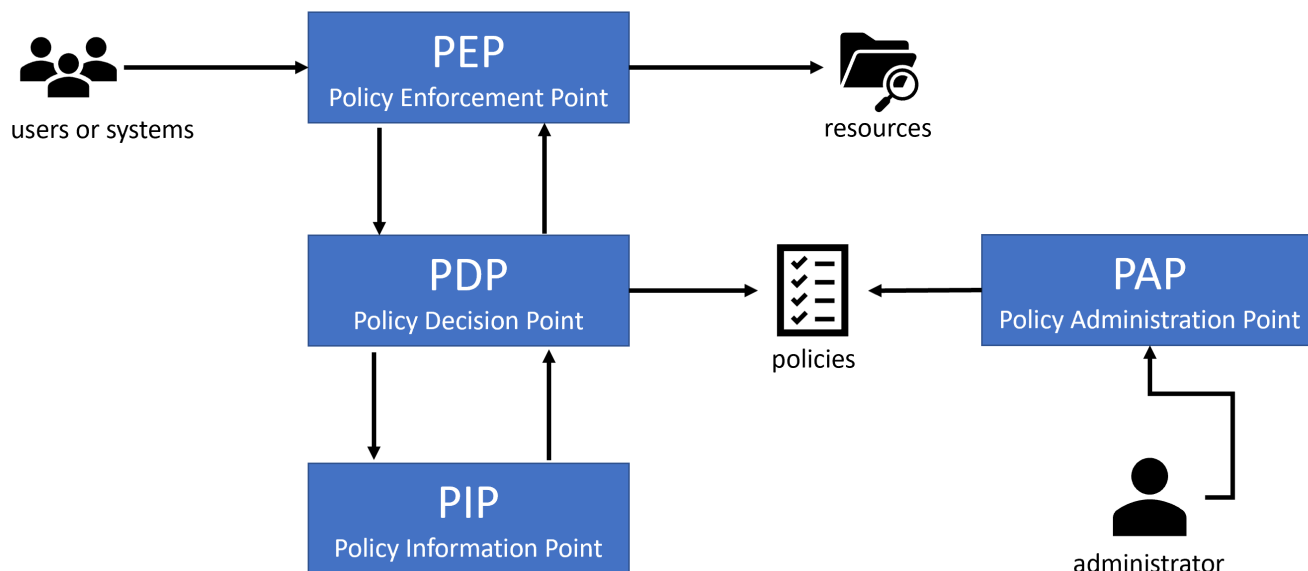 PEP
Policy Enforcement Point
users or systems
resources
PDP
Policy Decision Point
PAP
Policy Administration Point
policies
PIP
Policy Information Point
administrator